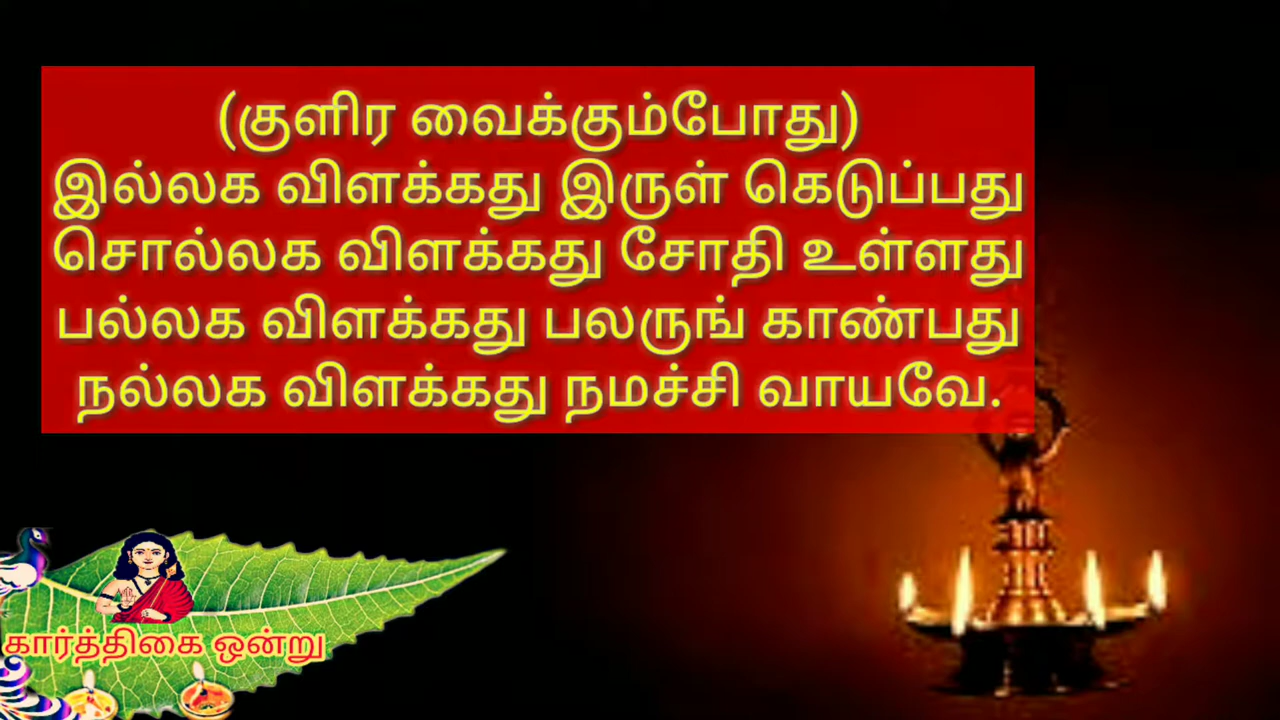 (குளிர வைக்கும்போது)
இல்லக விளக்கது இருள் கெடுப்பது
சொல்லக விளக்கது சோதி உள்ளது
பல்லக விளக்கது பலருங் காண்பது
நல்லக விளக்கது நமச்சி வாயவே.
கார்த்திகை ஒன்று